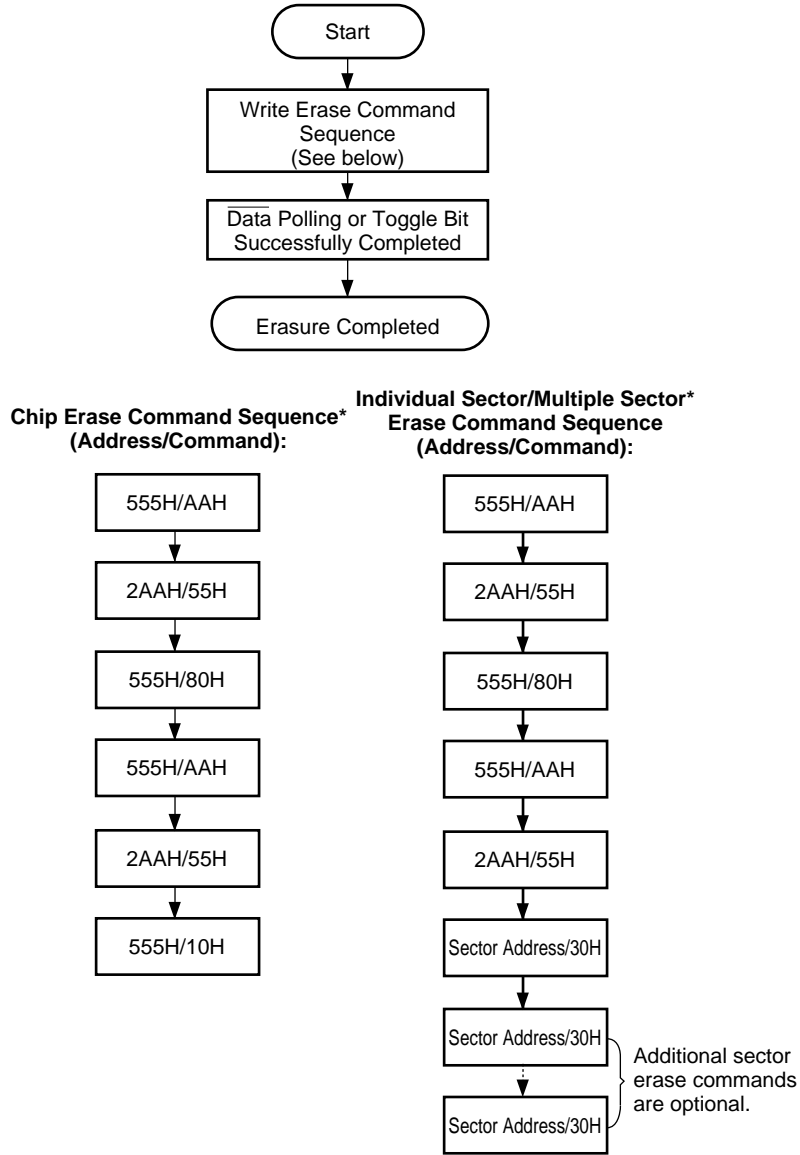 Start
Write Erase Command
Sequence
(See below)
Data Polling or Toggle Bit
Successfully Completed
Erasure Completed
Chip Erase Command Sequence*
(Address/Command):
555H/AAH
2AAH/55H
555H/80H
555H/AAH
2AAH/55H
555H/10H
Individual Sector/Multiple Sector*
Erase Command Sequence
(Address/Command):
555H/AAH
2AAH/55H
555H/80H
555H/AAH
2AAH/55H
Sector Address/30H
Sector Address/30H
Sector Address/30H
Additional sector
erase commands
are optional.